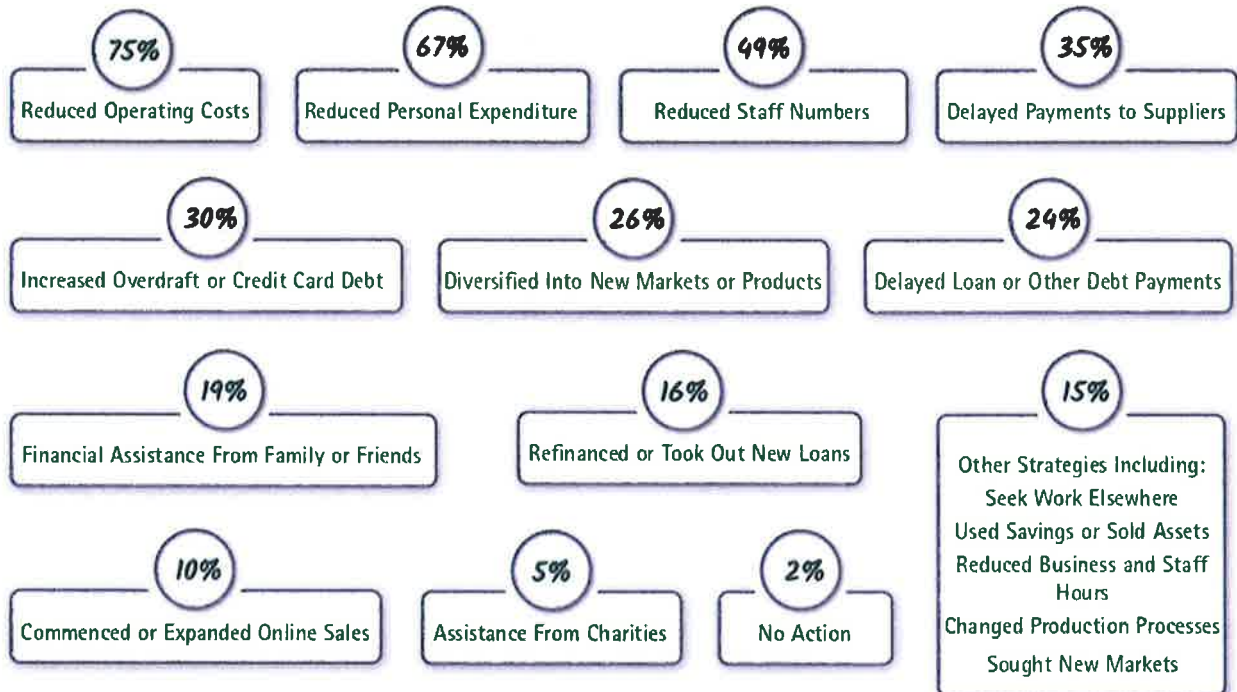 75%
Reduced Operating Costs
67%
Reduced Personal Expenditure
49%
Reduced Staff Numbers
35%
Delayed Payments to Suppliers
30%
Increased Overdraft or Credit Card Debt
26%
Diversified Into New Markets or Products
24%
Delayed Loan or Other Debt Payments
19%
Financial Assistance From Family or Friends
16%
Refinanced or Took Out New Loans
15%
Other Strategies Including:
Seek Work Elsewhere
Used Savings or Sold Assets
Reduced Business and Staff
Hours
Changed Production Processes
Sought New Markets
10%
Commenced or Expanded Online Sales
5%
Assistance From Charities
2%
No Action